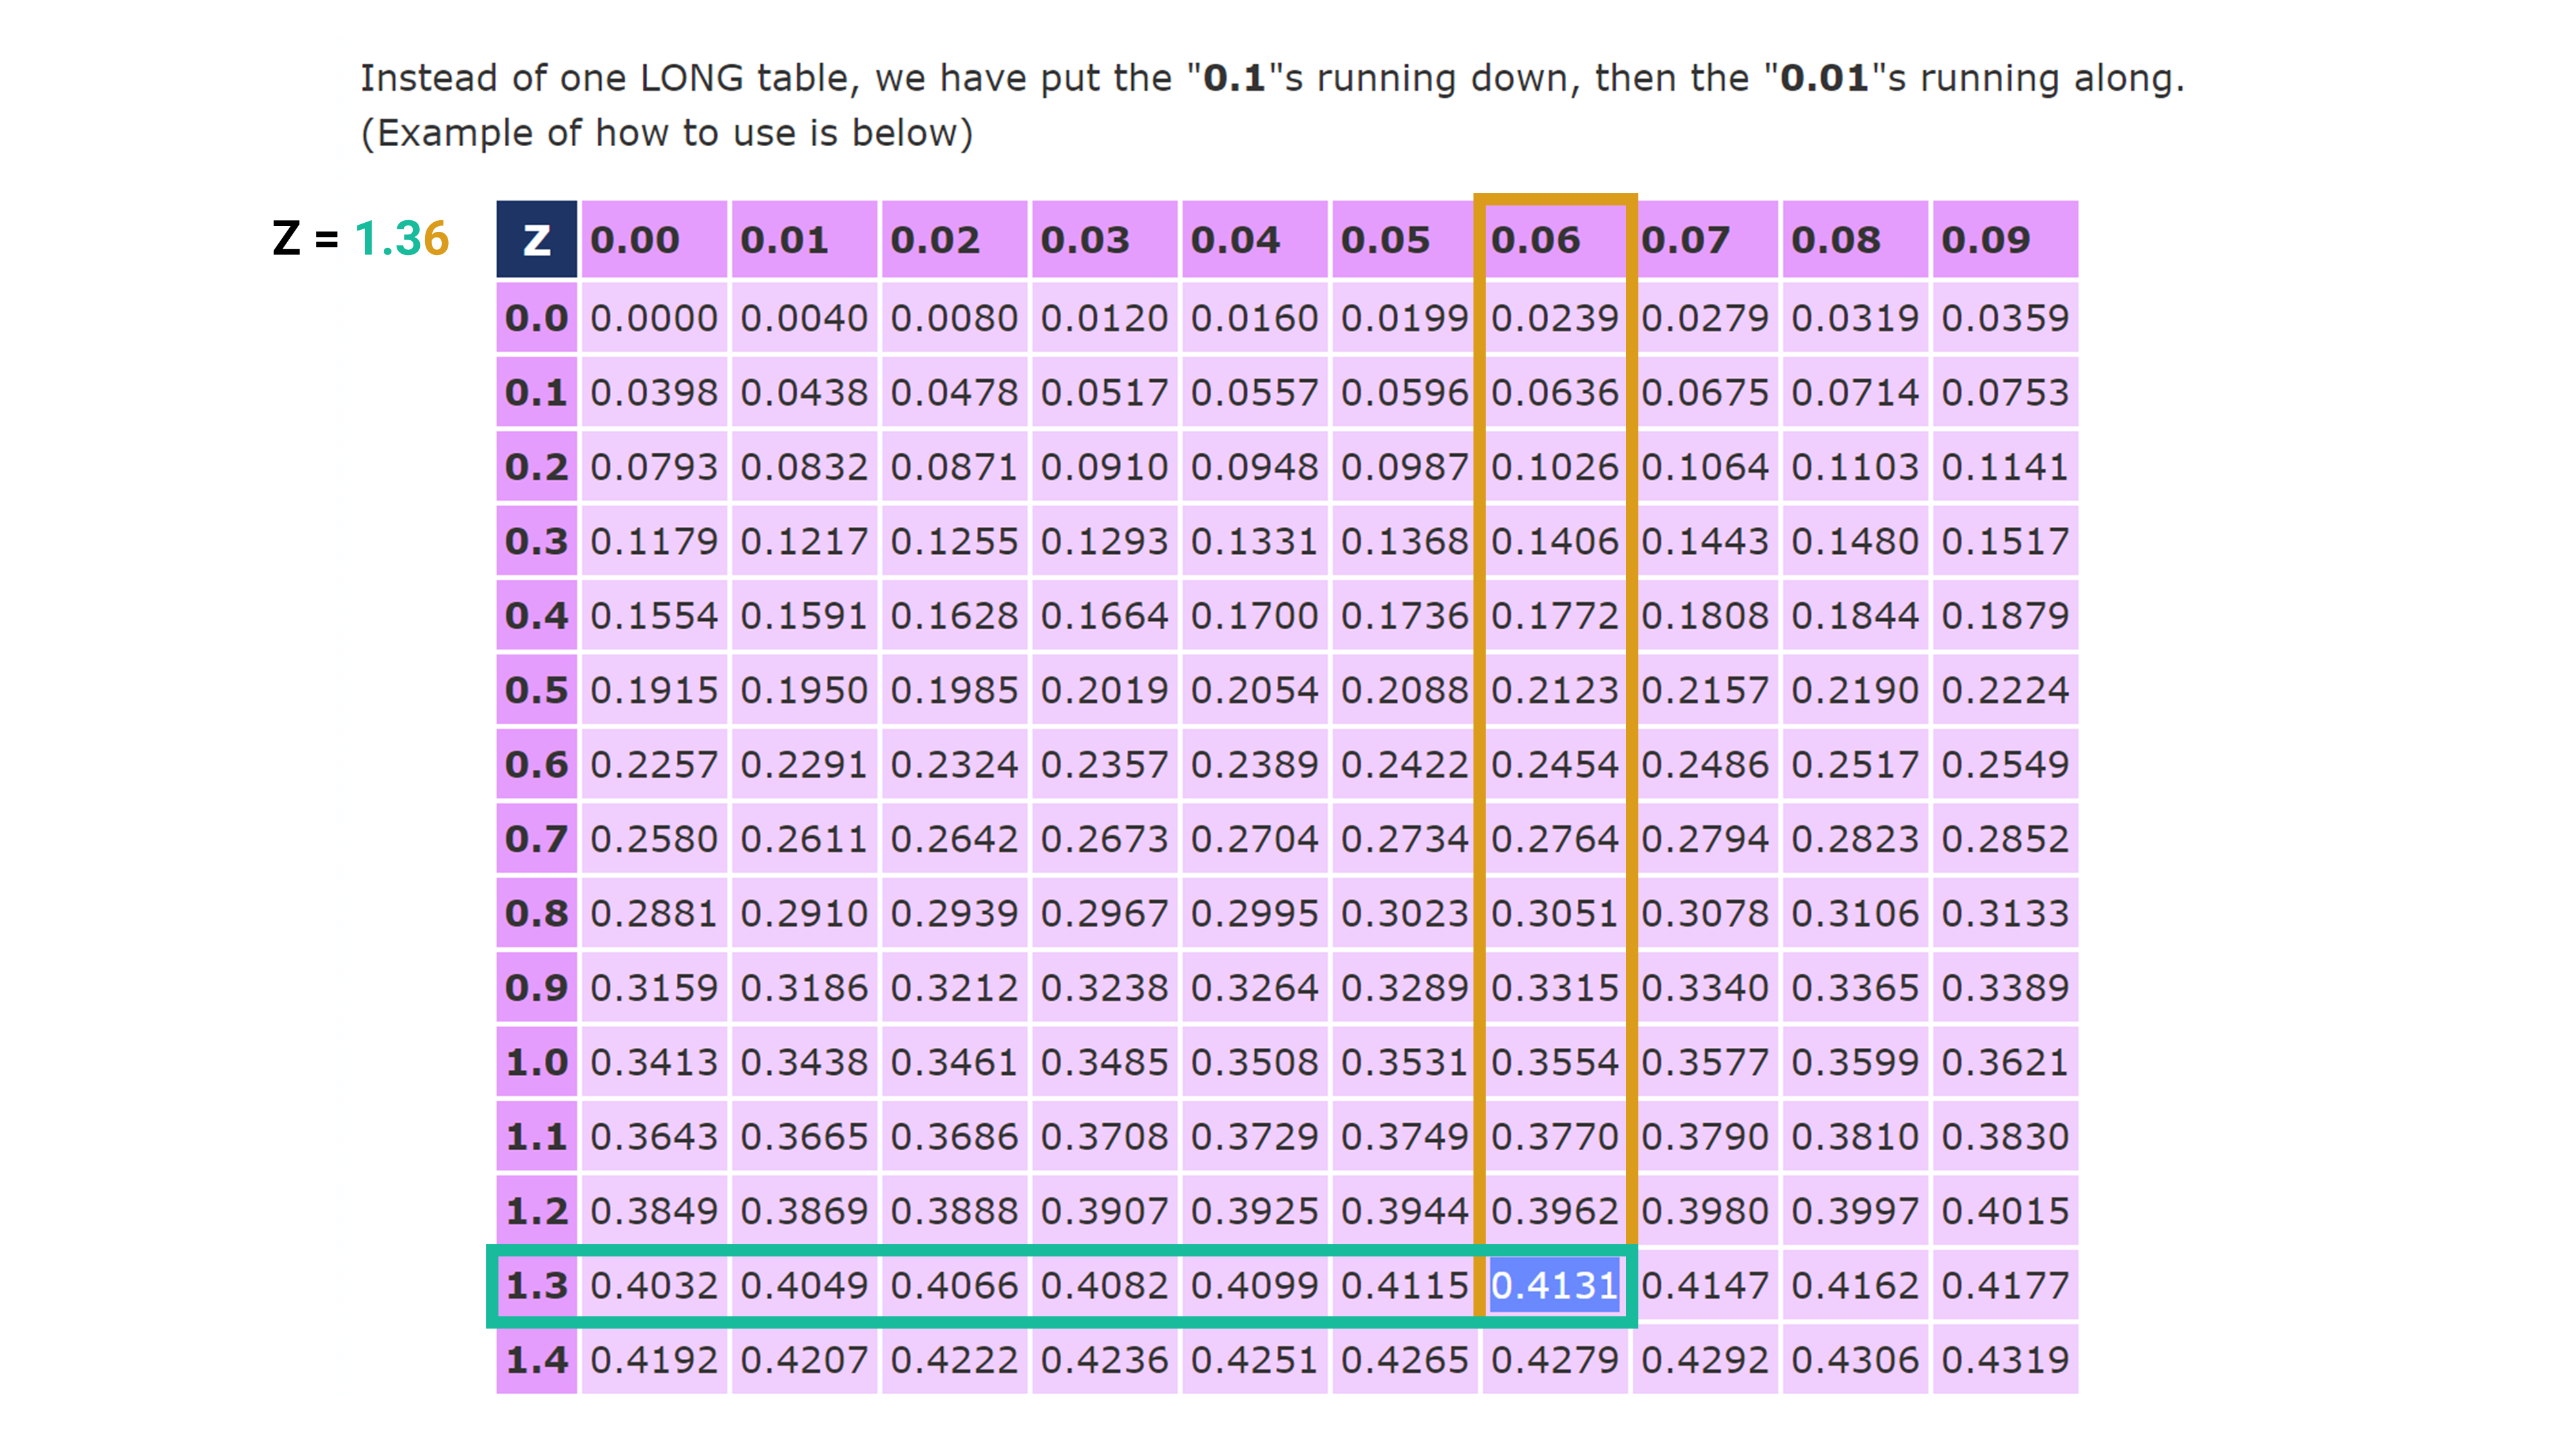 Instead of one LONG table, we have put the "0.1"s running down, then the "0.01"s running along.
(Example of how to use is below)
Z = 1.36
Z 0.00 0.01 0.02 0.03 0.04 0.05 0.06 0.07 0.08 0.09
0.0 0.0000 0.0040 0.0080 0.0120 0.0160 0.0199 0.0239 0.0279 0.0319 0.0359
0.1 0.0398 0.0438 0.0478 0.0517 0.0557 0.0596 0.0636 0.0675 0.0714 0.0753
0.2 0.0793 0.0832 0.0871 0.0910 0.0948 0.0987 0.1026 0.1064 0.1103 0.1141
0.3 0.1179 0.1217 0.1255 0.1293 0.1331 0.1368 0.1406 0.1443 0.1480 0.1517
0.4 0.1554 0.1591 0.1628 0.1664 0.1700 0.1736 0.1772 0.1808 0.1844 0.1879
0.5 0.1915 0.1950 0.1985 0.2019 0.2054 0.2088 0.2123 0.2157 0.2190 0.2224
0.6 0.2257 0.2291 0.2324 0.2357 0.2389 0.2422 0.2454 0.2486 0.2517 0.2549
0.7 0.2580 0.2611 0.2642 0.2673 0.2704 0.2734 0.2764 0.2794 0.2823 0.2852
0.8 0.2881 0.2910 0.2939 0.2967 0.2995 0.3023 0.3051 0.3078 0.3106 0.3133
0.9 0.3159 0.3186 0.3212 0.3238 0.3264 0.3289 0.3315 0.3340 0.3365 0.3389
1.0 0.3413 0.3438 0.3461 0.3485 0.3508 0.3531 0.3554 0.3577 0.3599 0.3621
1.1 0.3643 0.3665 0.3686 0.3708 0.3729 0.3749 0.3770 0.3790 0.3810 0.3830
1.2 0.3849 0.3869 0.3888 0.3907 0.3925 0.3944 0.3962 0.3980 0.3997 0.4015
1.3 0.4032 0.4049 0.4066 0.4082 0.4099 0.4115 0.4131 0.4147 0.4162 0.4177
1.4 0.4192 0.4207 0.4222 0.4236 0.4251 0.4265 0.4279 0.4292 0.4306 0.4319